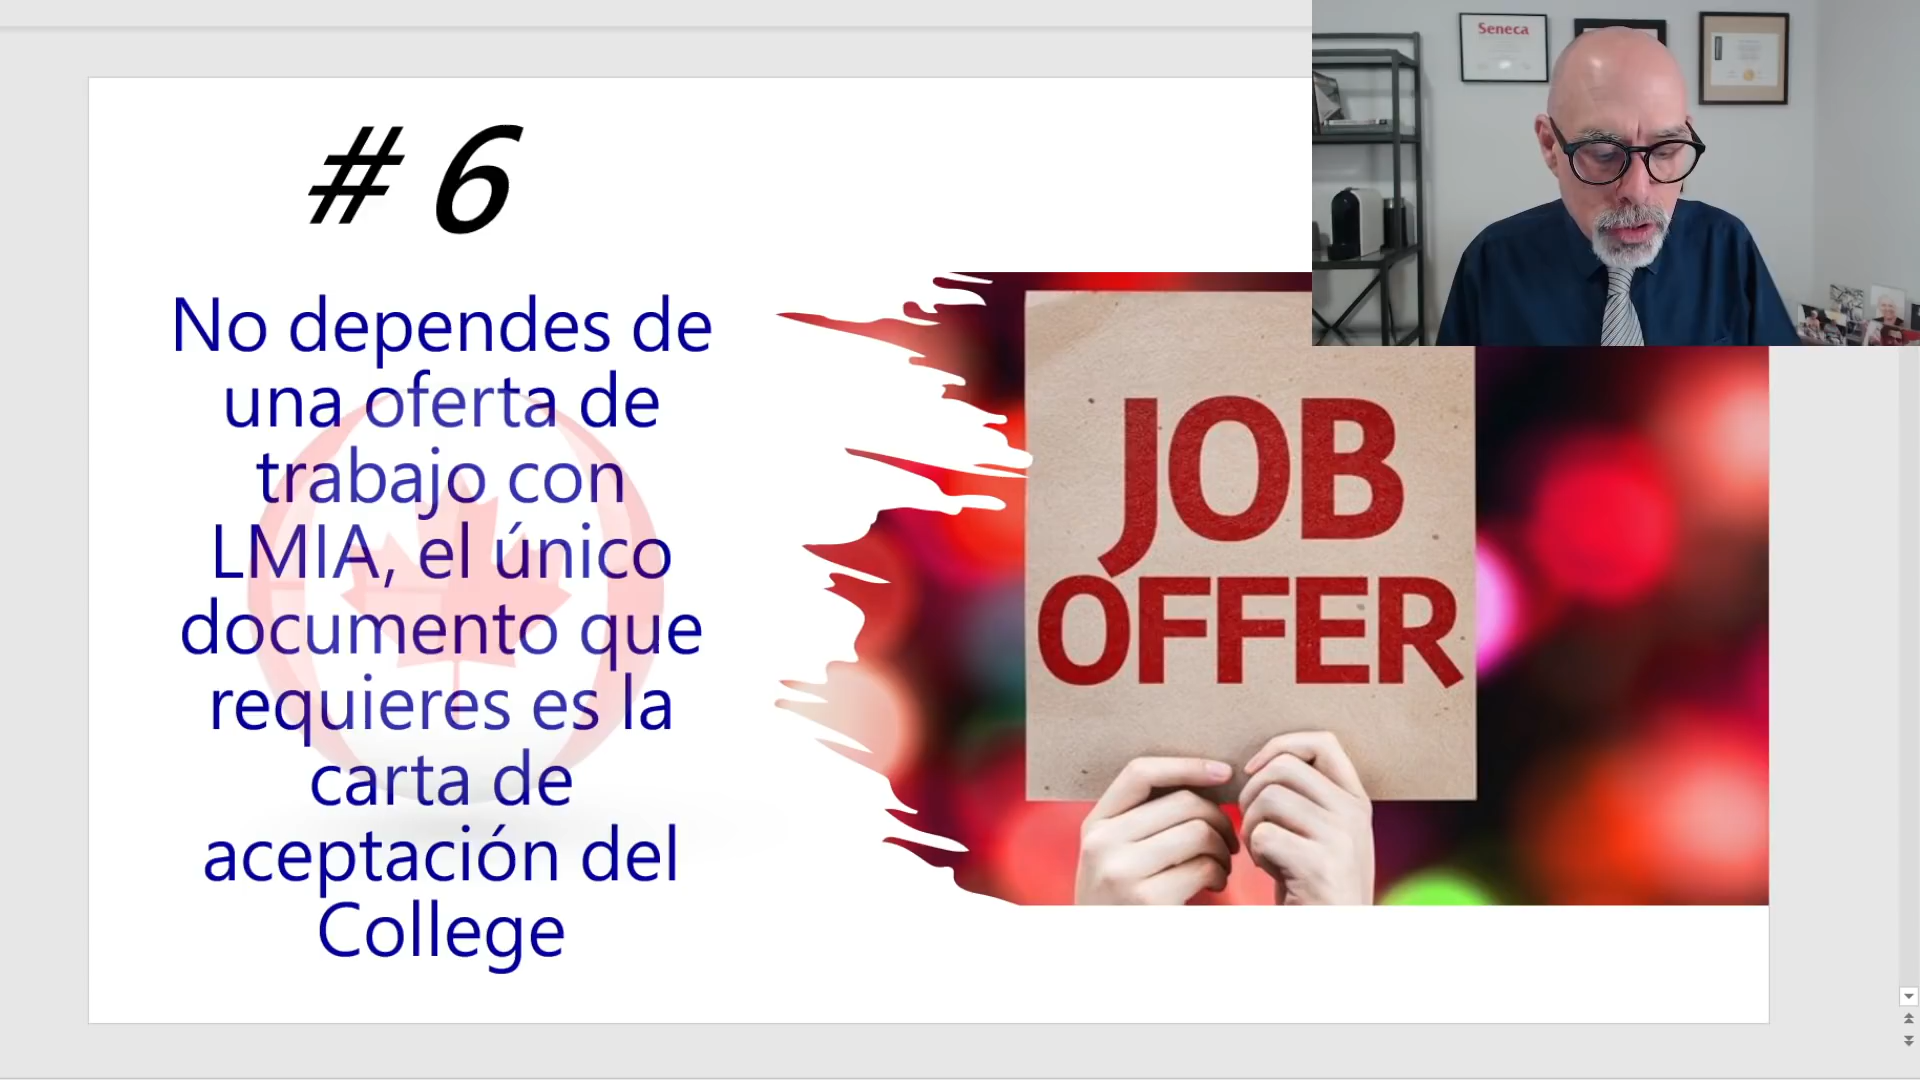 # 6
No dependes de
una oferta de
trabajo con
LMIA, el único
documento que
requieres es la
carta de
aceptación del
College
JOB
OFFER
Seneca